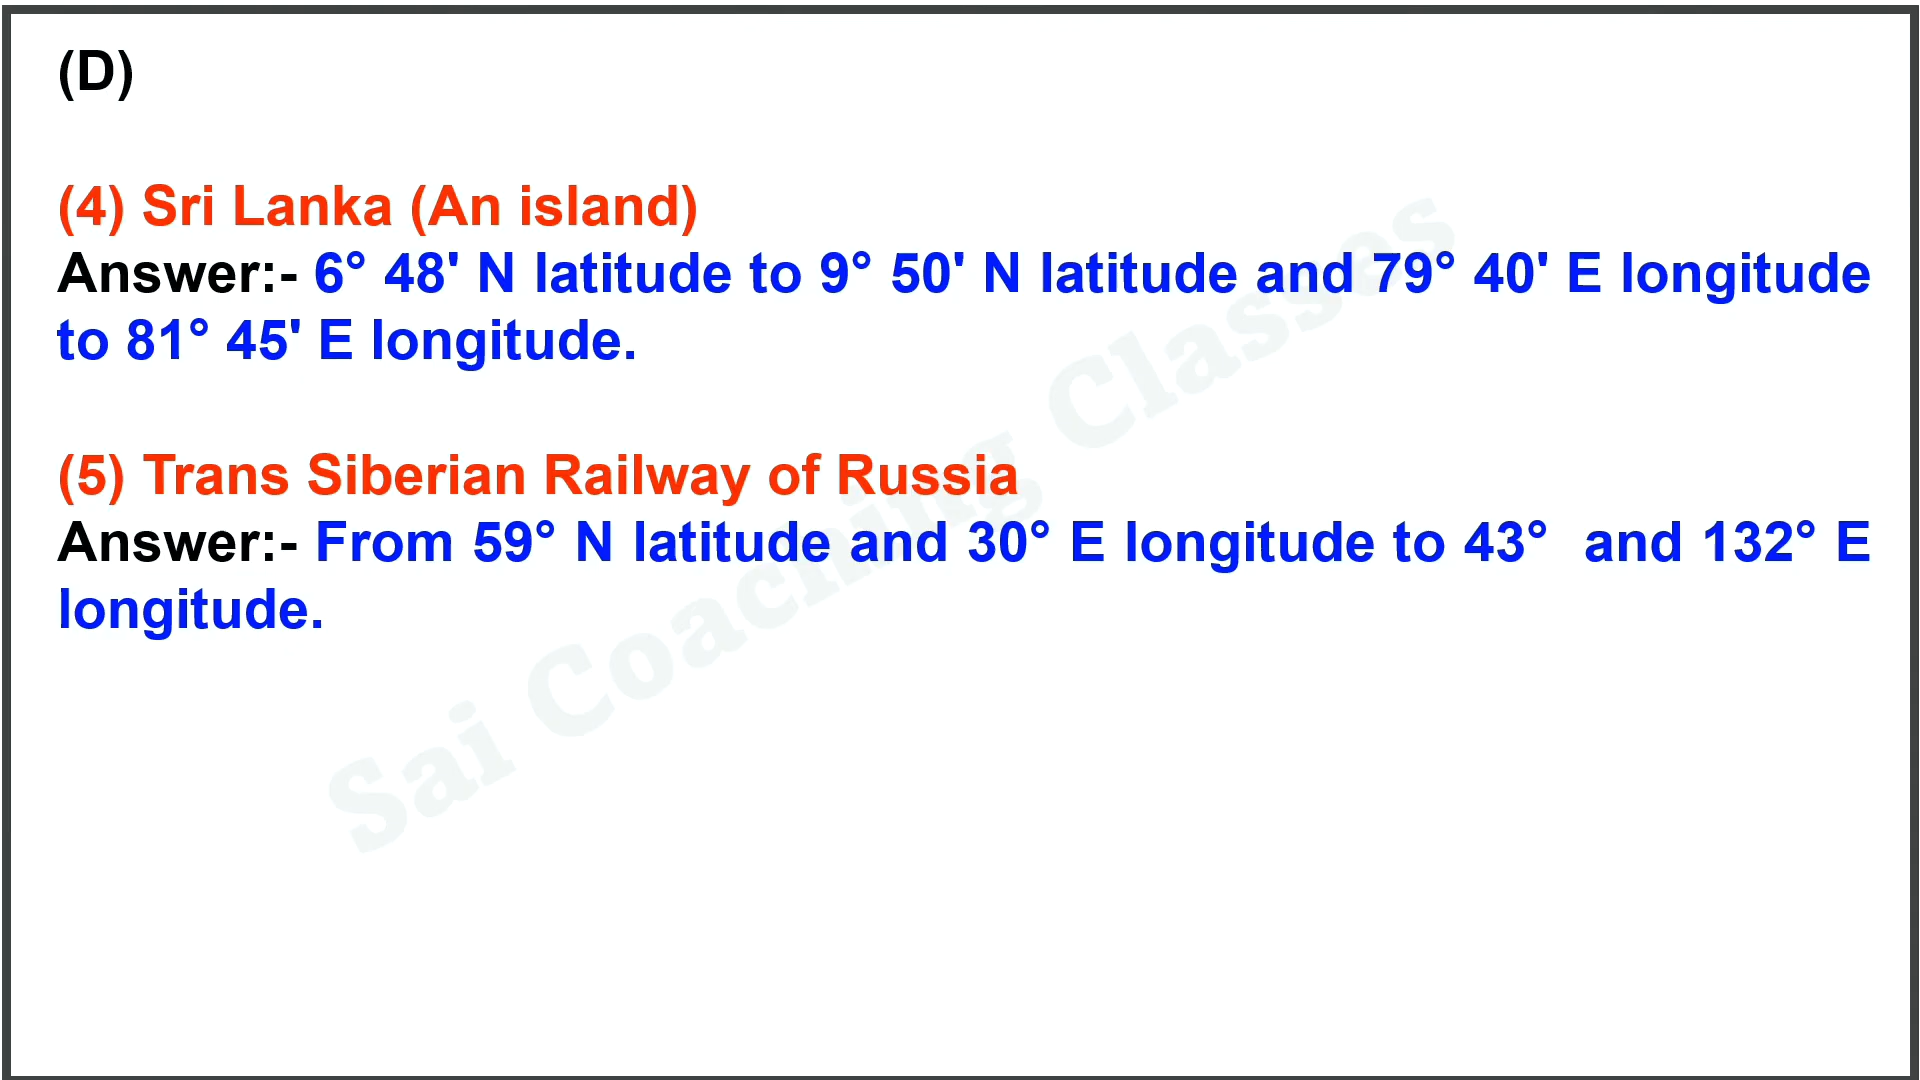 (D)
(4) Sri Lanka (An island)
Answer:- 6° 48' N latitude to 9° 50' N latitude and 79° 40' E longitude
to 81° 45' E longitude.
(5) Trans Siberian Railway of Russia
Answer:- From 59° N latitude and 30° E longitude to 43°  and 132° E
longitude.
Sai Coaching Classes